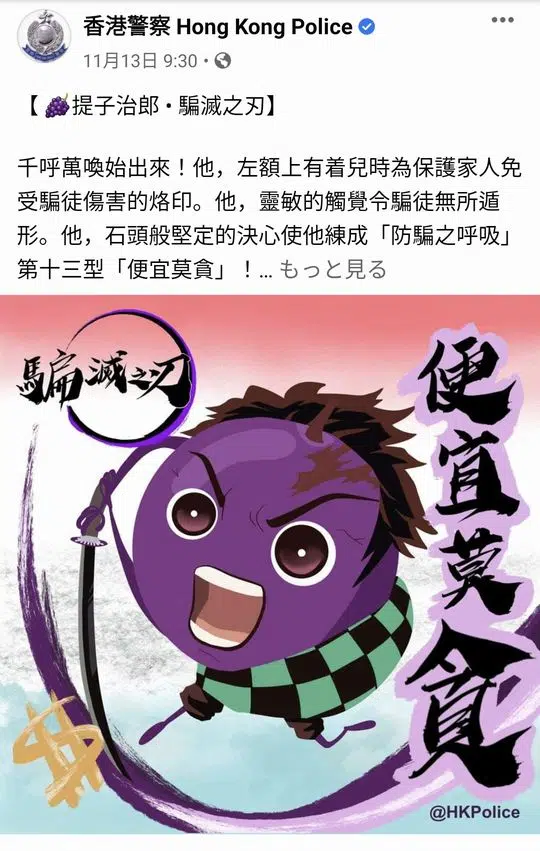 香港警察 Hong Kong Police
11月13日 9:30
【🍇提子治郎•騙滅之刃】
千呼萬喚始出來！他，左額上有着兒時為保護家人免
受騙徒傷害的烙印。他，靈敏的觸覺令騙徒無所遁
形。他，石頭般堅定的決心使他練成「防騙之呼吸」
第十三型「便宜莫貪」！... もっと見る
騙滅之刃
便宜莫貪
$
@HKPolice